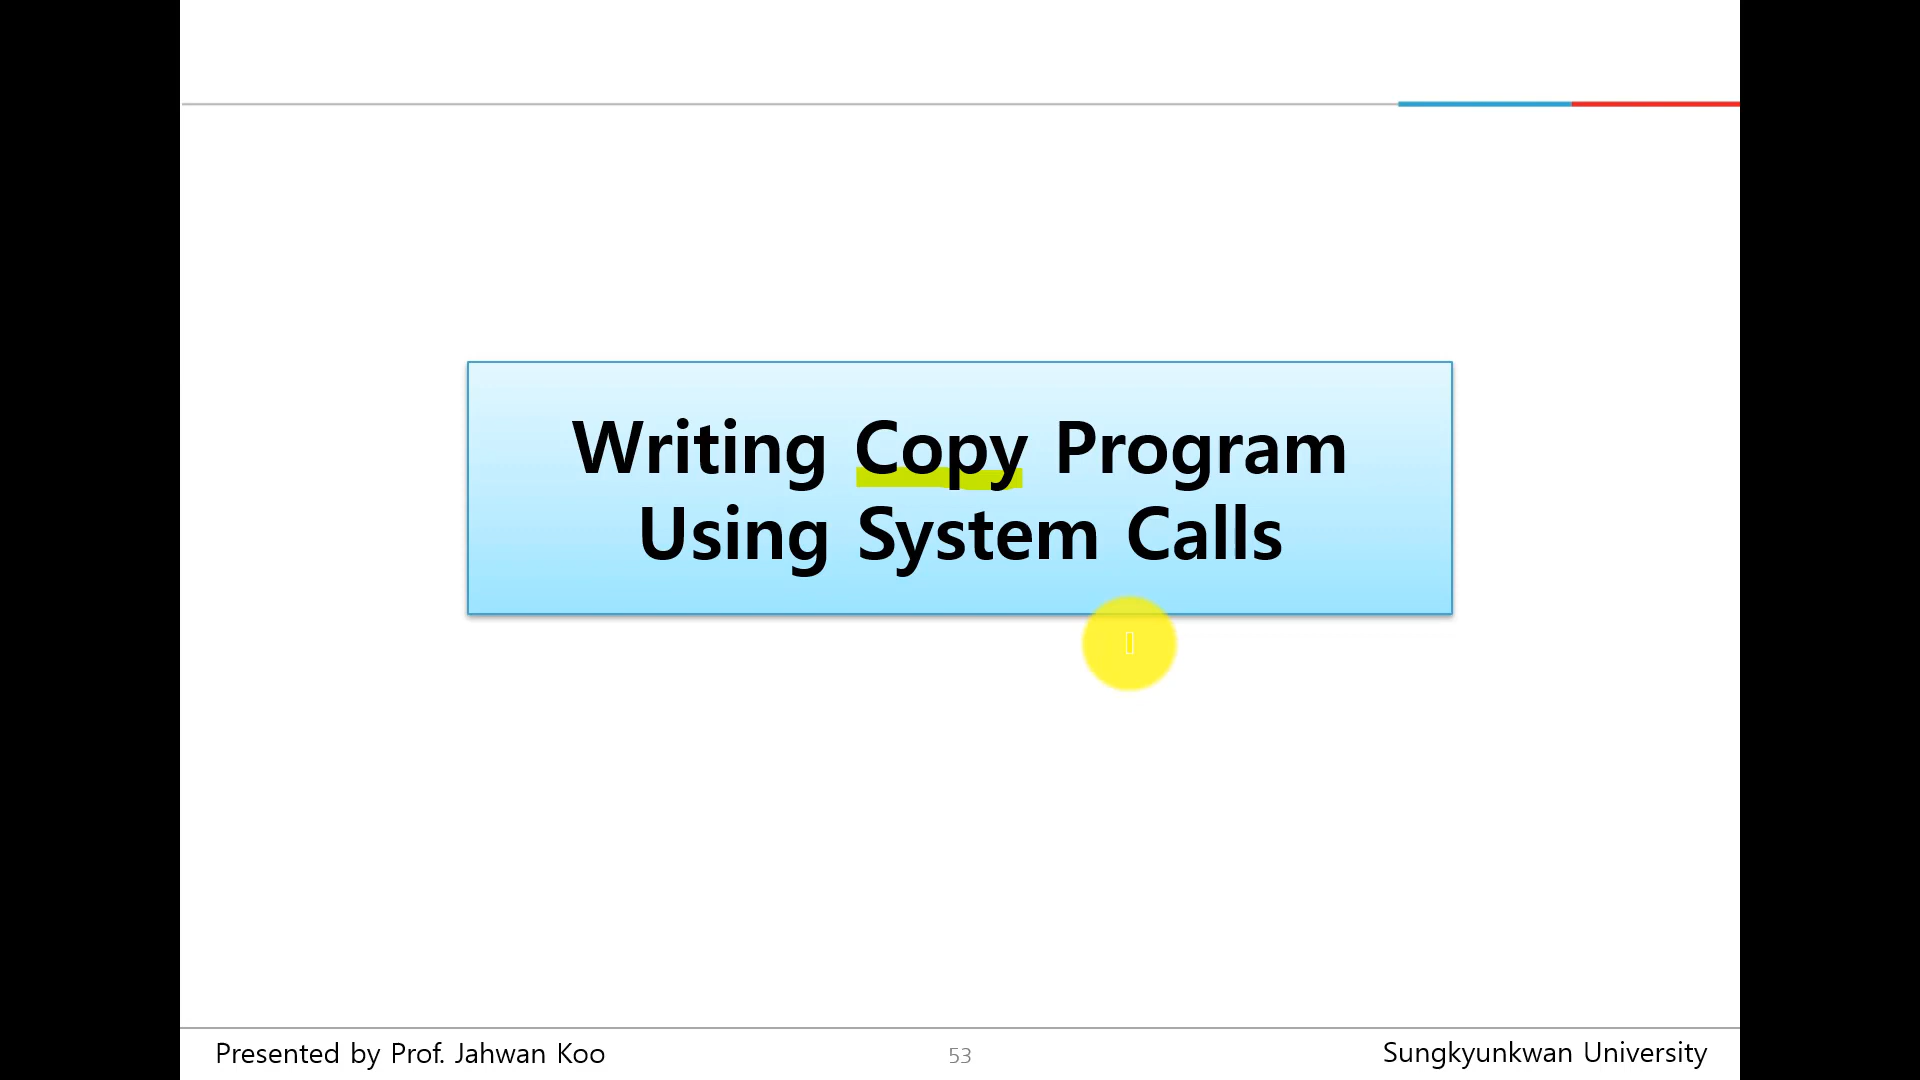 Writing Copy Program
Using System Calls
Presented by Prof. Jahwan Koo
53
Sungkyunkwan University